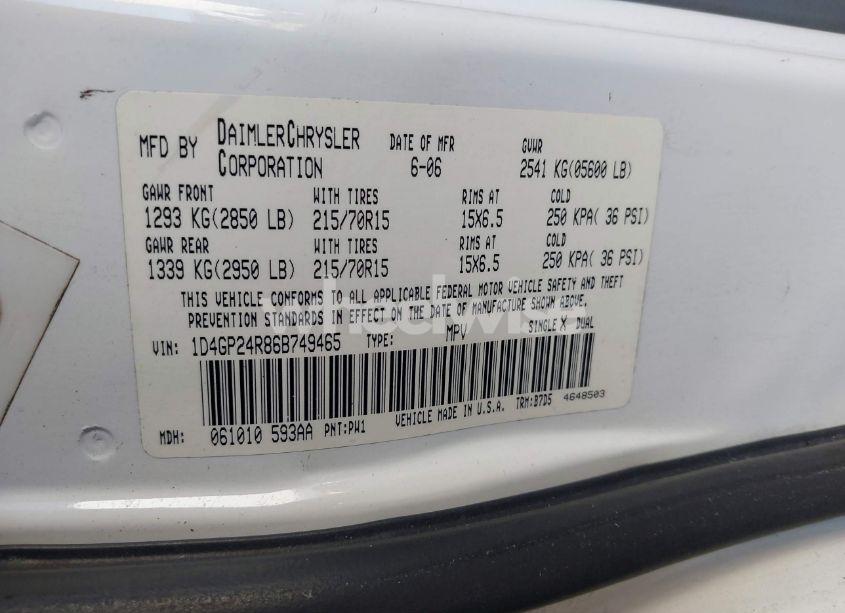 MFD BY DAIMLERCHRYSLER CORPORATION DATE OF MFR 6-06 GVWR 2541 KG(05600 LB)
GAWR FRONT WITH TIRES RIMS AT COLD
1293 KG(2850 LB) 215/70R15 15X6.5 250 KPA( 36 PSI)
GAWR REAR WITH TIRES RIMS AT COLD
1339 KG(2950 LB) 215/70R15 15X6.5 250 KPA( 36 PSI)
THIS VEHICLE CONFORMS TO ALL APPLICABLE FEDERAL MOTOR VEHICLE SAFETY AND THEFT
PREVENTION STANDARDS IN EFFECT ON THE DATE OF MANUFACTURE SHOWN ABOVE.
VIN: 1D4GP24R86B749465 TYPE: MPV SINGLE X DUAL
MDH: 061010 593AA PNT:PW1 VEHICLE MADE IN U.S.A. TRM:B7D5 4648503
wheelwise